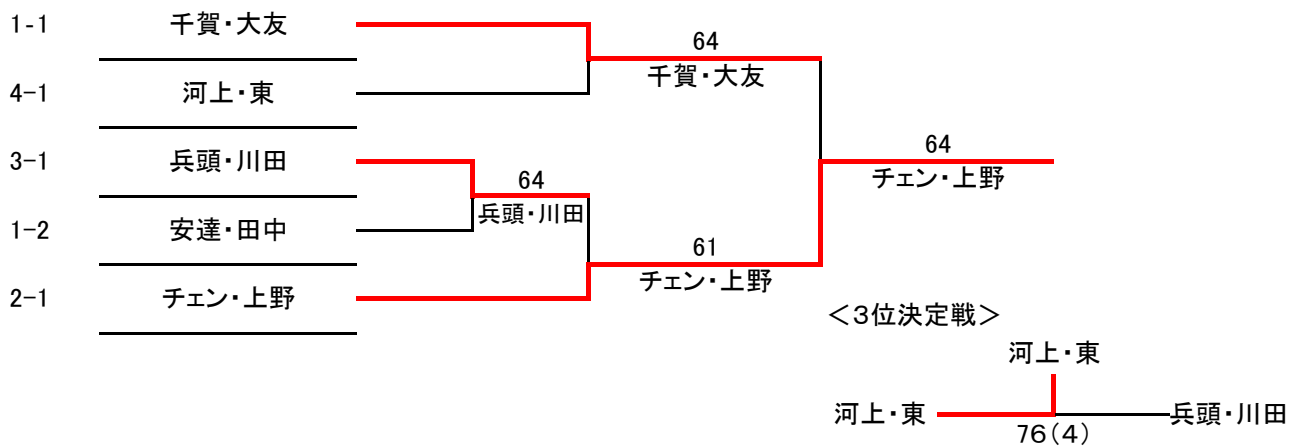 1-1 千賀・大友
64
千賀・大友
4-1 河上・東
3-1 兵頭・川田
64
チェン・上野
64
兵頭・川田
1-2 安達・田中
61
チェン・上野
2-1 チェン・上野
＜3位決定戦＞
河上・東
河上・東 兵頭・川田
76(4)